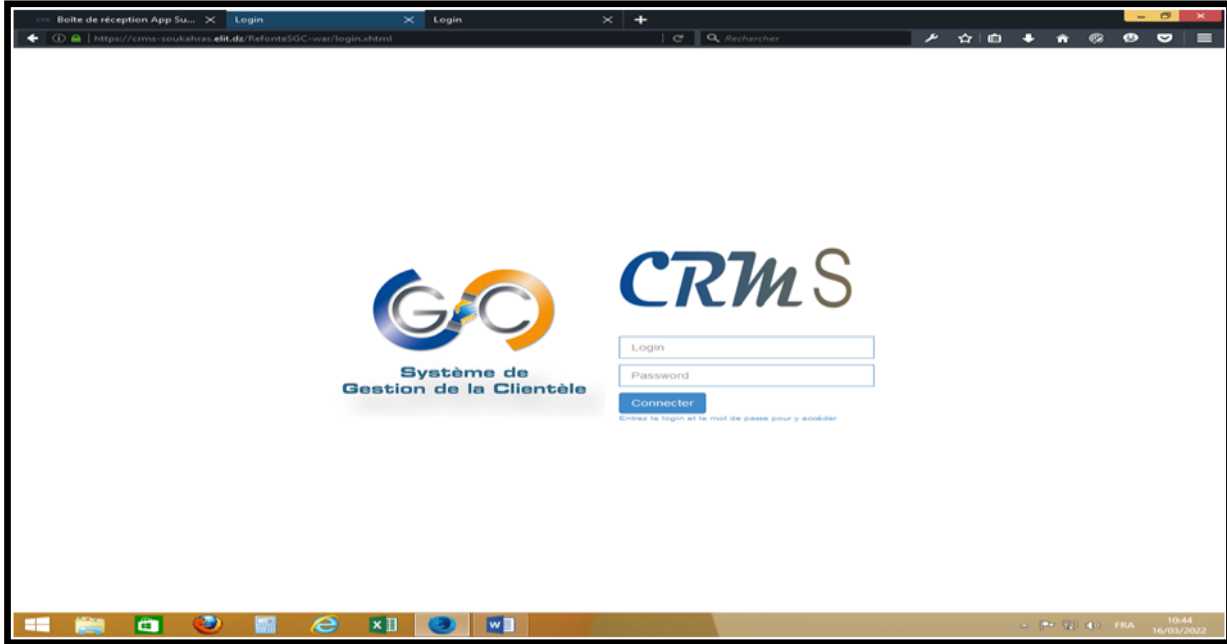 Boîte de réception App Su... Login Login
https://crms-soukahras.elit.dz/RefonteSGC-war/login.xhtml Rechercher
CRMS
GC
Login
Système de
Password
Gestion de la Clientèle
Connecter
Entrez le login et le mot de passe pour y accéder
FRA 10:44
16/03/2022